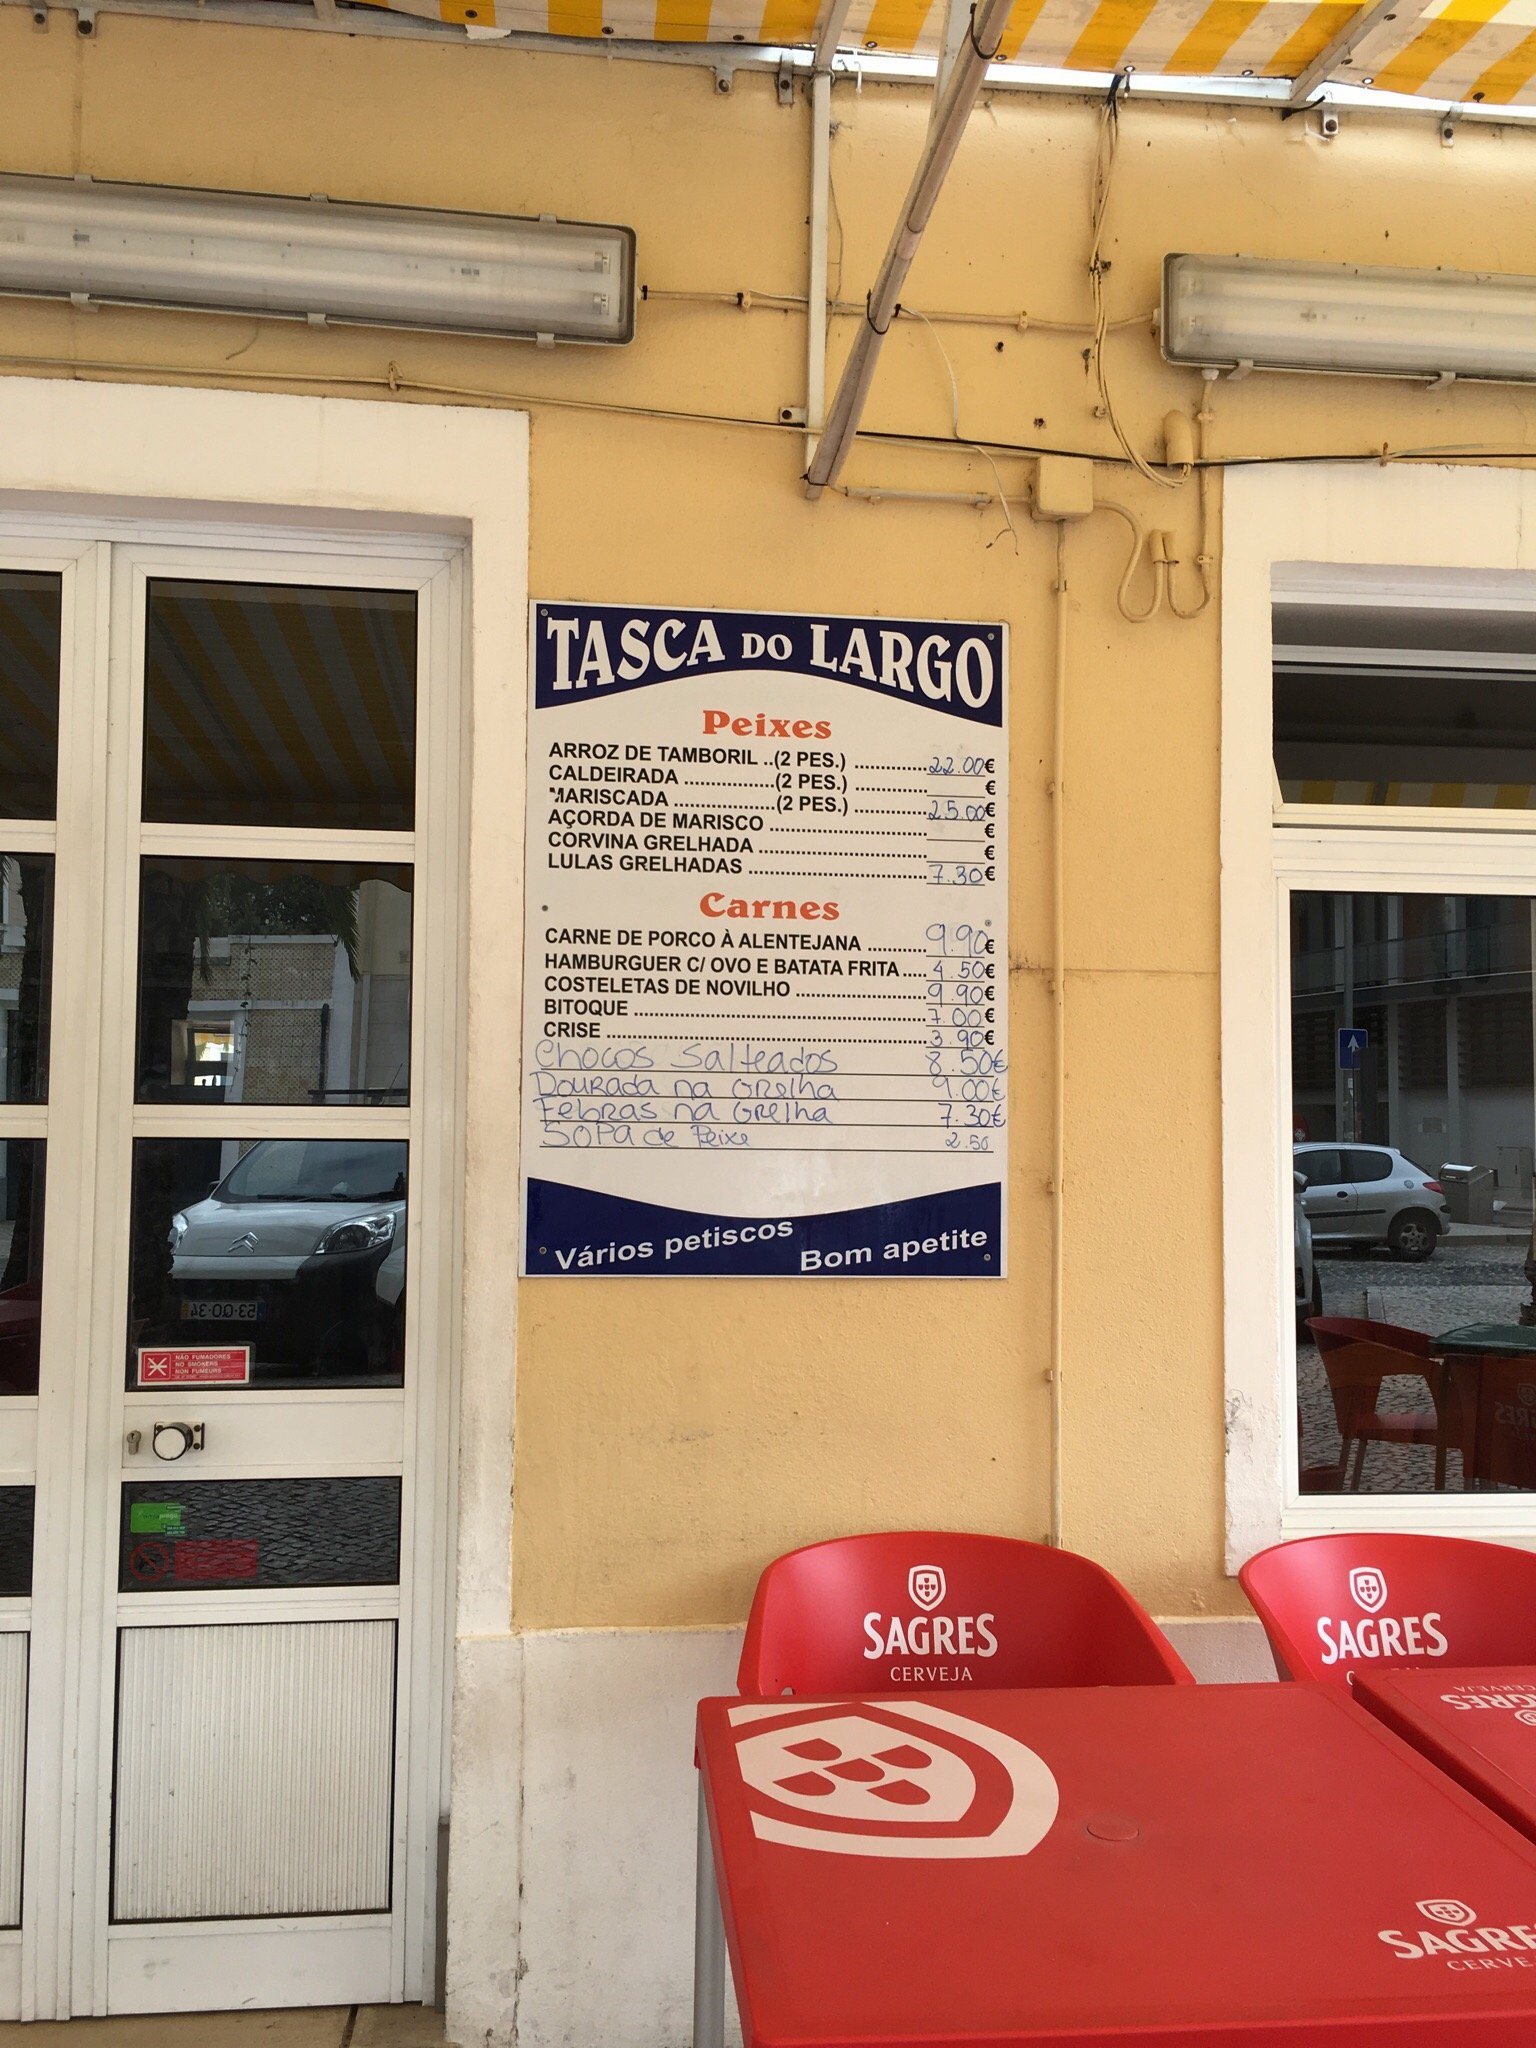 TASCA DO LARGO
Peixes
ARROZ DE TAMBORIL ..(2 PES.) ............. 22.00€
CALDEIRADA ................(2 PES.) ............. €
MARISCADA ..................(2 PES.) ............. 25.00€
AÇORDA DE MARISCO ............................ €
CORVINA GRELHADA .............................. €
LULAS GRELHADAS ................................ 7.30€
Carnes
CARNE DE PORCO À ALENTEJANA .......... 9.90€
HAMBURGUER C/ OVO E BATATA FRITA ..... 4.50€
COSTELETAS DE NOVILHO ....................... 9.90€
BITOQUE .................................................... 7.00€
CRISE ......................................................... 3.90€
Chocos Salteados 8.50€
DOURADA na Grelha 9.00€
Febras na Grelha 7.30€
SOPA de Peixe 2.50
Vários petiscos
Bom apetite
53-QO-34
NÃO FUMADORES
NO SMOKERS
NON FUMEURS
SAGRES
CERVEJA
SAGRES
SAGRES
CERVEJA